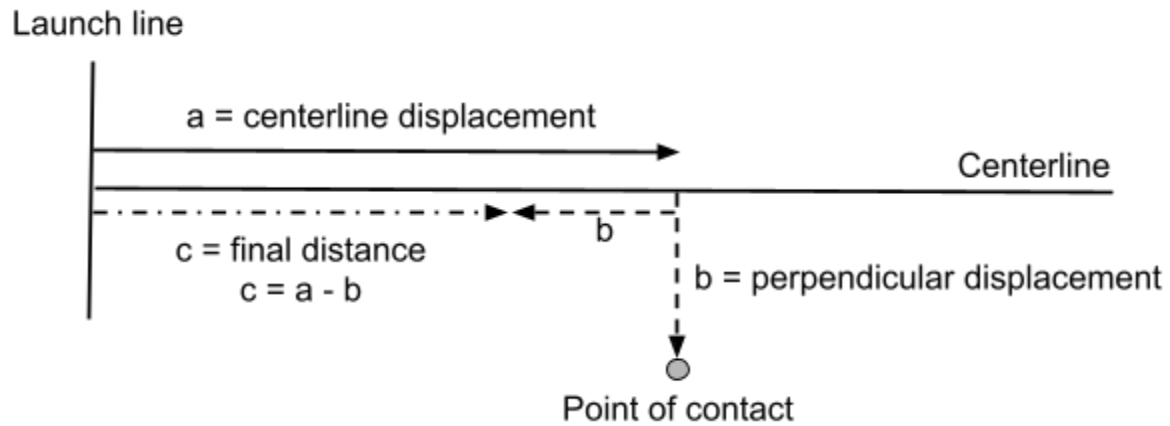 Launch line
a = centerline displacement
Centerline
b
c = final distance
c = a - b
b = perpendicular displacement
Point of contact